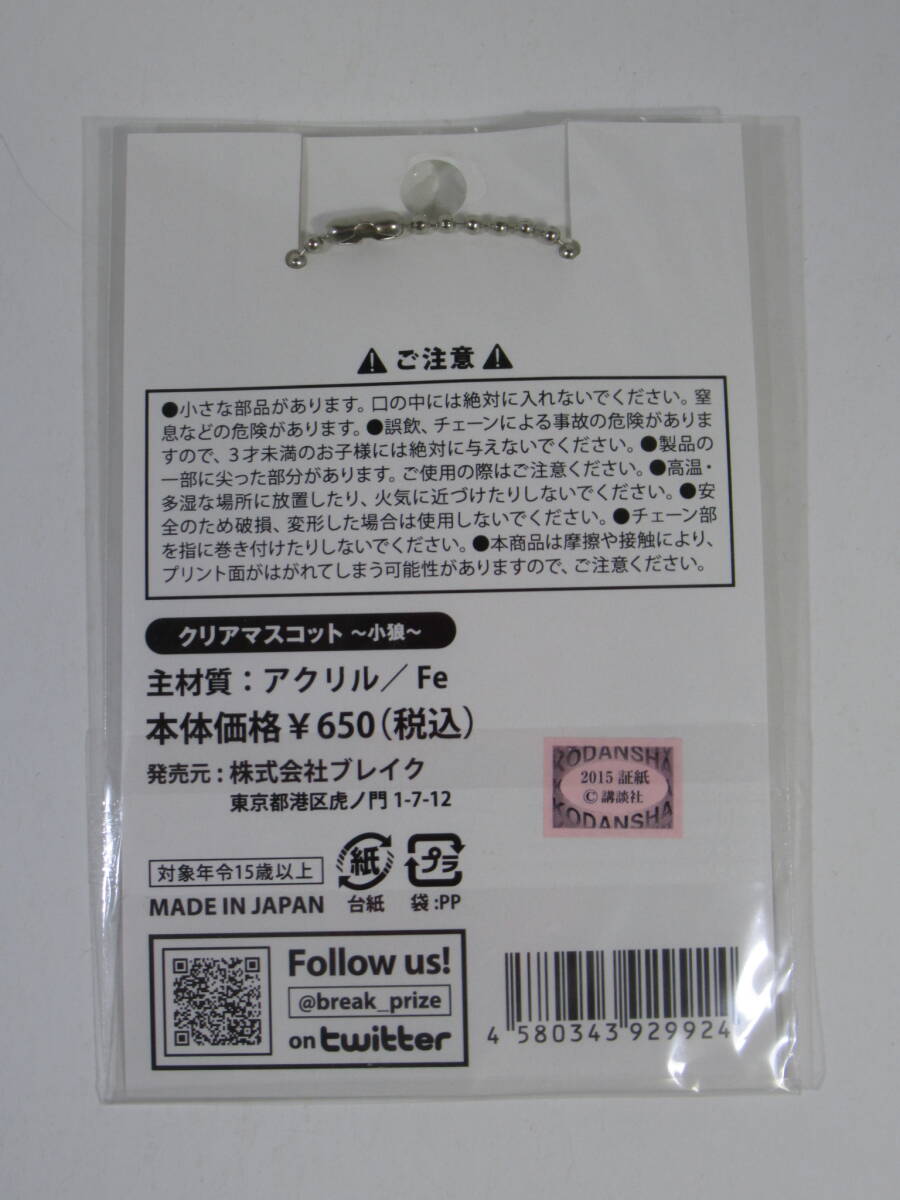 ご注意
●小さな部品があります。口の中には絶対に入れないでください。窒
息などの危険があります。●誤飲、チェーンによる事故の危険がありま
すので、3才未満のお子様には絶対に与えないでください。●製品の
一部に尖った部分があります。ご使用の際はご注意ください。●高温・
多湿な場所に放置したり、火気に近づけたりしないでください。●安
全のため破損、変形した場合は使用しないでください。●チェーン部
を指に巻き付けたりしないでください。●本商品は摩擦や接触により、
プリント面がはがれてしまう可能性がありますので、ご注意ください。
クリアマスコット ～小狼～
主材質：アクリル／Fe
本体価格￥650（税込）
発売元：株式会社ブレイク
東京都港区虎ノ門1-7-12
KODANSHA
2015 証紙
©講談社
KODANSHA
対象年令15歳以上
MADE IN JAPAN
紙
台紙
プラ
袋:PP
Follow us!
@break_prize
on twitter
4 580343 929924